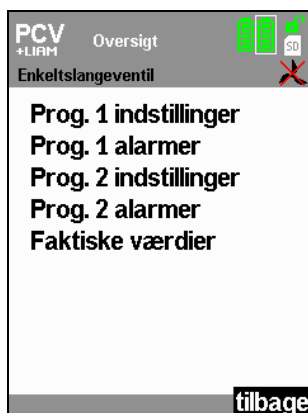 PCV
+LIAM
Oversigt
SD
Enkeltslangeventil
Prog. 1 indstillinger
Prog. 1 alarmer
Prog. 2 indstillinger
Prog. 2 alarmer
Faktiske værdier
tilbage